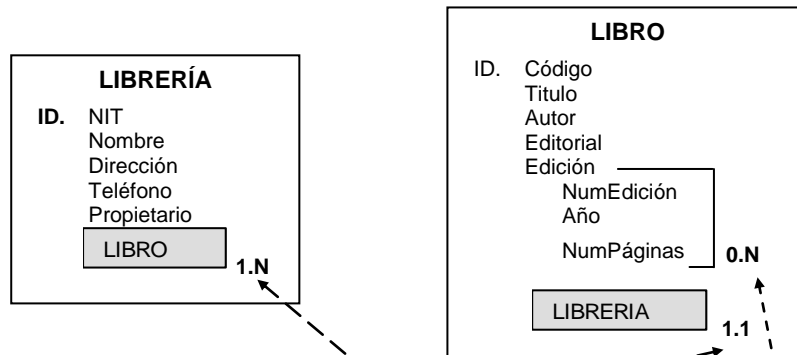 LIBRERÍA
ID. NIT
Nombre
Dirección
Teléfono
Propietario
LIBRO
1.N
LIBRO
ID. Código
Titulo
Autor
Editorial
Edición
NumEdición
Año
NumPáginas
0.N
LIBRERIA
1.1